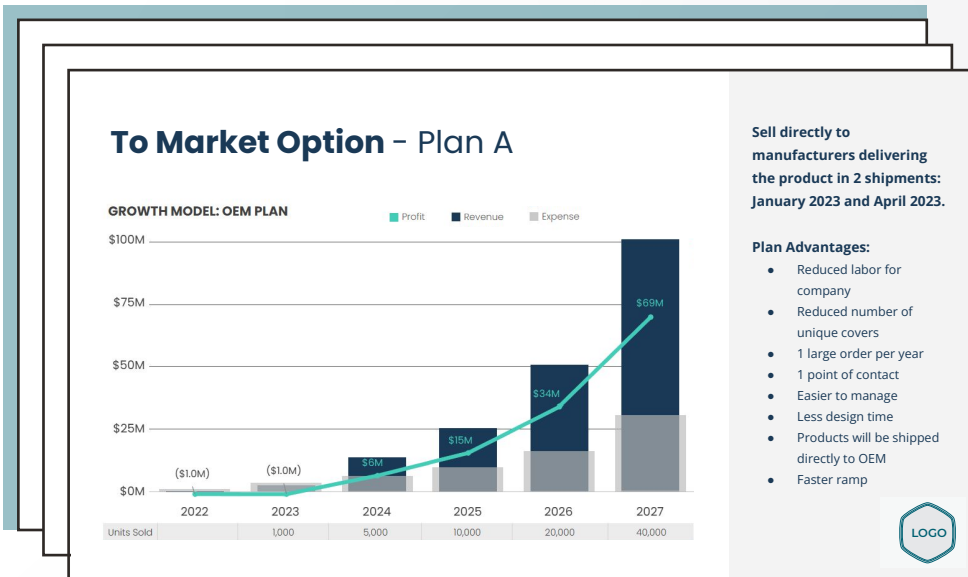 To Market Option - Plan A
GROWTH MODEL: OEM PLAN
Profit Revenue Expense
$100M
$75M
$50M
$25M
$0M
($1.0M) ($1.0M) $6M $15M $34M $69M
2022 2023 2024 2025 2026 2027
Units Sold 1,000 5,000 10,000 20,000 40,000
Sell directly to
manufacturers delivering
the product in 2 shipments:
January 2023 and April 2023.
Plan Advantages:
● Reduced labor for
company
● Reduced number of
unique covers
● 1 large order per year
● 1 point of contact
● Easier to manage
● Less design time
● Products will be shipped
directly to OEM
● Faster ramp
LOGO